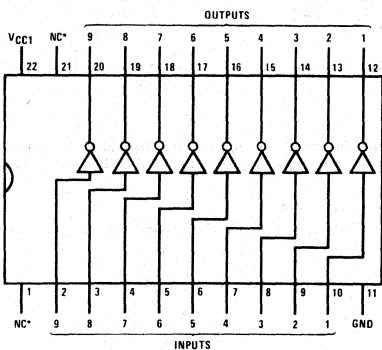 OUTPUTS
VCC1 NC* 9 8 7 6 5 4 3 2 1
22 21 20 19 18 17 16 15 14 13 12
1 2 3 4 5 6 7 8 9 10 11
NC* 9 8 7 6 5 4 3 2 1 GND
INPUTS